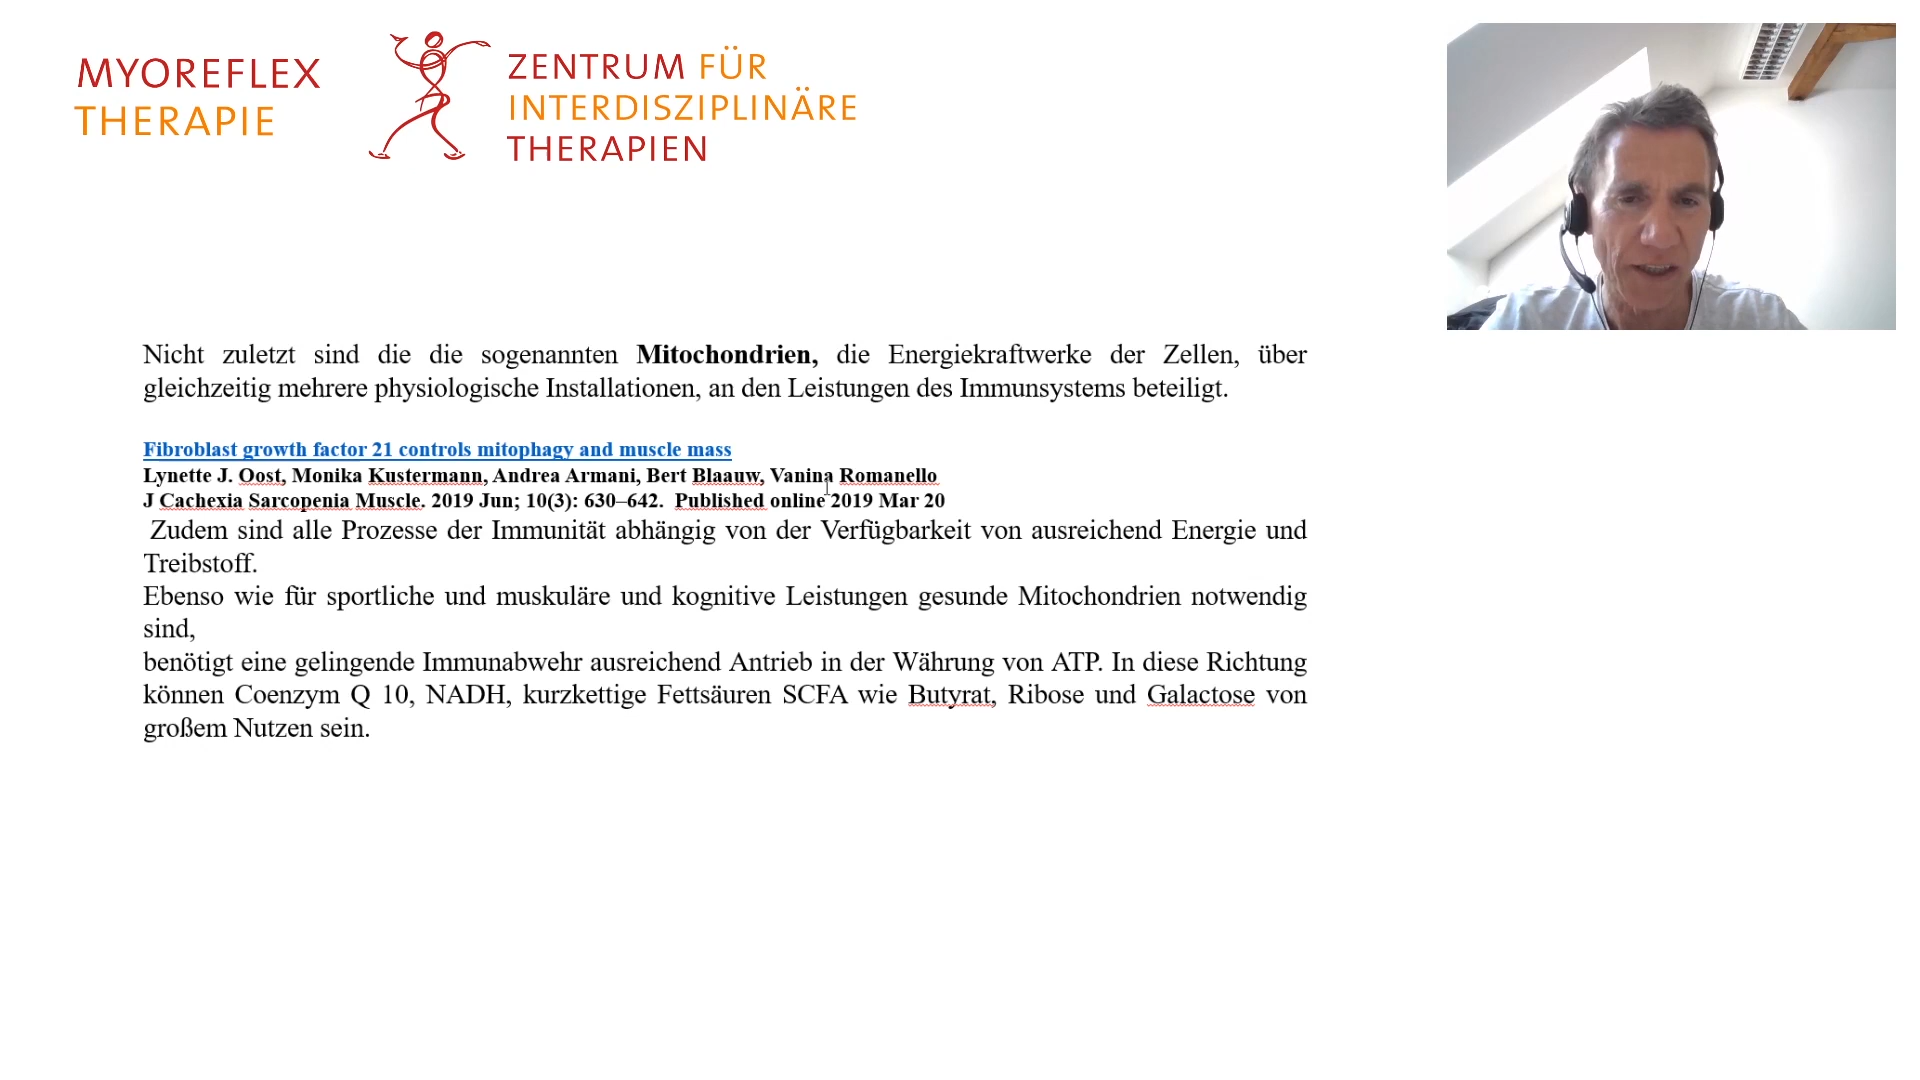 MYOREFLEX
THERAPIE
ZENTRUM FÜR
INTERDISZIPLINÄRE
THERAPIEN
Nicht zuletzt sind die die sogenannten Mitochondrien, die Energiekraftwerke der Zellen, über
gleichzeitig mehrere physiologische Installationen, an den Leistungen des Immunsystems beteiligt.
Fibroblast growth factor 21 controls mitophagy and muscle mass
Lynette J. Oost, Monika Kustermann, Andrea Armani, Bert Blaauw, Vanina Romanello
J Cachexia Sarcopenia Muscle. 2019 Jun; 10(3): 630–642. Published online 2019 Mar 20
Zudem sind alle Prozesse der Immunität abhängig von der Verfügbarkeit von ausreichend Energie und
Treibstoff.
Ebenso wie für sportliche und muskuläre und kognitive Leistungen gesunde Mitochondrien notwendig
sind,
benötigt eine gelingende Immunabwehr ausreichend Antrieb in der Währung von ATP. In diese Richtung
können Coenzym Q 10, NADH, kurzkettige Fettsäuren SCFA wie Butyrat, Ribose und Galactose von
großem Nutzen sein.